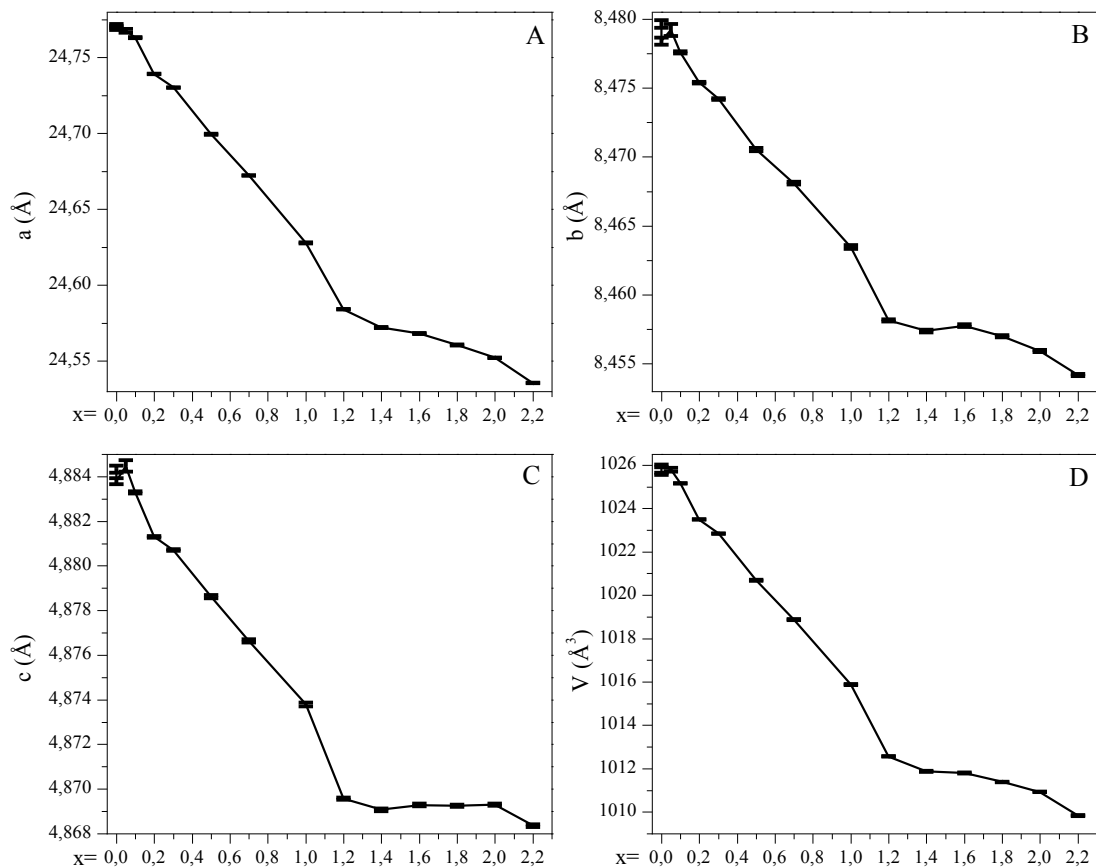 A
24,75
24,70
24,65
24,60
24,55
a (Å)
x= 0,0 0,2 0,4 0,6 0,8 1,0 1,2 1,4 1,6 1,8 2,0 2,2
B
8,480
8,475
8,470
8,465
8,460
8,455
b (Å)
x= 0,0 0,2 0,4 0,6 0,8 1,0 1,2 1,4 1,6 1,8 2,0 2,2
C
4,884
4,882
4,880
4,878
4,876
4,874
4,872
4,870
4,868
c (Å)
x= 0,0 0,2 0,4 0,6 0,8 1,0 1,2 1,4 1,6 1,8 2,0 2,2
D
1026
1024
1022
1020
1018
1016
1014
1012
1010
V (Å³)
x= 0,0 0,2 0,4 0,6 0,8 1,0 1,2 1,4 1,6 1,8 2,0 2,2